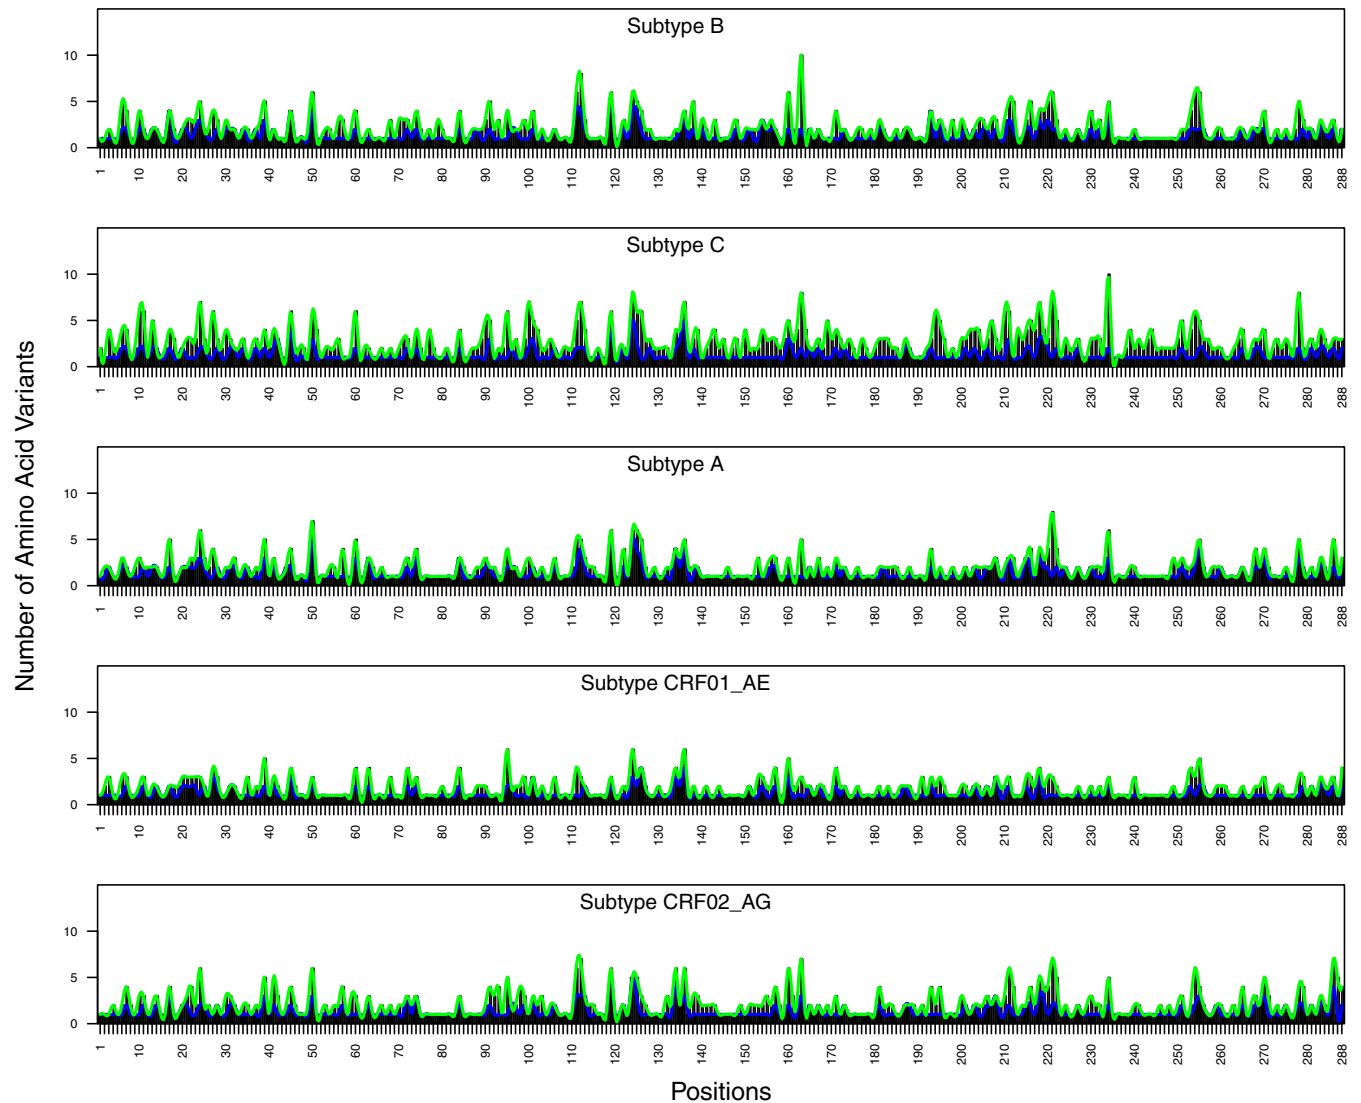 Subtype B
10
5
0
1 10 20 30 40 50 60 70 80 90 100 110 120 130 140 150 160 170 180 190 200 210 220 230 240 250 260 270 280 288
Subtype C
10
5
0
1 10 20 30 40 50 60 70 80 90 100 110 120 130 140 150 160 170 180 190 200 210 220 230 240 250 260 270 280 288
Number of Amino Acid Variants
Subtype A
10
5
0
1 10 20 30 40 50 60 70 80 90 100 110 120 130 140 150 160 170 180 190 200 210 220 230 240 250 260 270 280 288
Subtype CRF01_AE
10
5
0
1 10 20 30 40 50 60 70 80 90 100 110 120 130 140 150 160 170 180 190 200 210 220 230 240 250 260 270 280 288
Subtype CRF02_AG
10
5
0
1 10 20 30 40 50 60 70 80 90 100 110 120 130 140 150 160 170 180 190 200 210 220 230 240 250 260 270 280 288
Positions